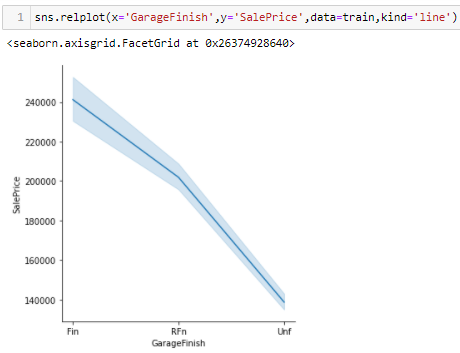 1 sns.relplot(x='GarageFinish',y='SalePrice',data=train,kind='line')
<seaborn.axisgrid.FacetGrid at 0x26374928640>
240000
220000
200000
180000
160000
140000
SalePrice
Fin RFn Unf
GarageFinish